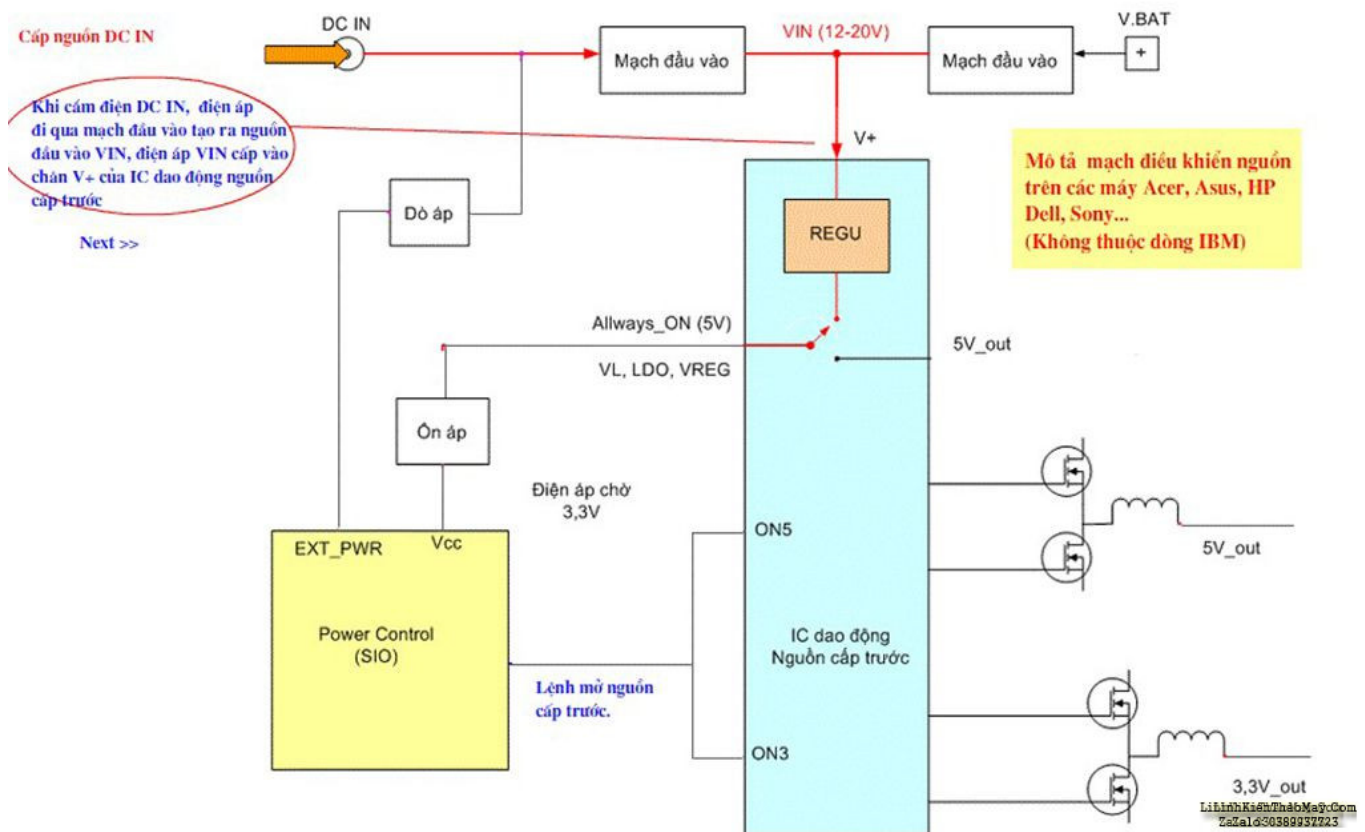 Cấp nguồn DC IN
DC IN
Mạch đầu vào
VIN (12-20V)
Mạch đầu vào
V.BAT
+
Khi cắm điện DC IN, điện áp
đi qua mạch đầu vào tạo ra nguồn
đầu vào VIN, điện áp VIN cấp vào
chân V+ của IC dao động nguồn
cấp trước
Next >>
V+
Mô tả mạch điều khiển nguồn
trên các máy Acer, Asus, HP
Dell, Sony...
(Không thuộc dòng IBM)
Dò áp
REGU
Allways_ON (5V)
VL, LDO, VREG
5V_out
Ổn áp
Điện áp chờ
3,3V
EXT_PWR
Vcc
ON5
5V_out
Power Control
(SIO)
IC dao động
Nguồn cấp trước
Lệnh mở nguồn
cấp trước.
ON3
3,3V_out